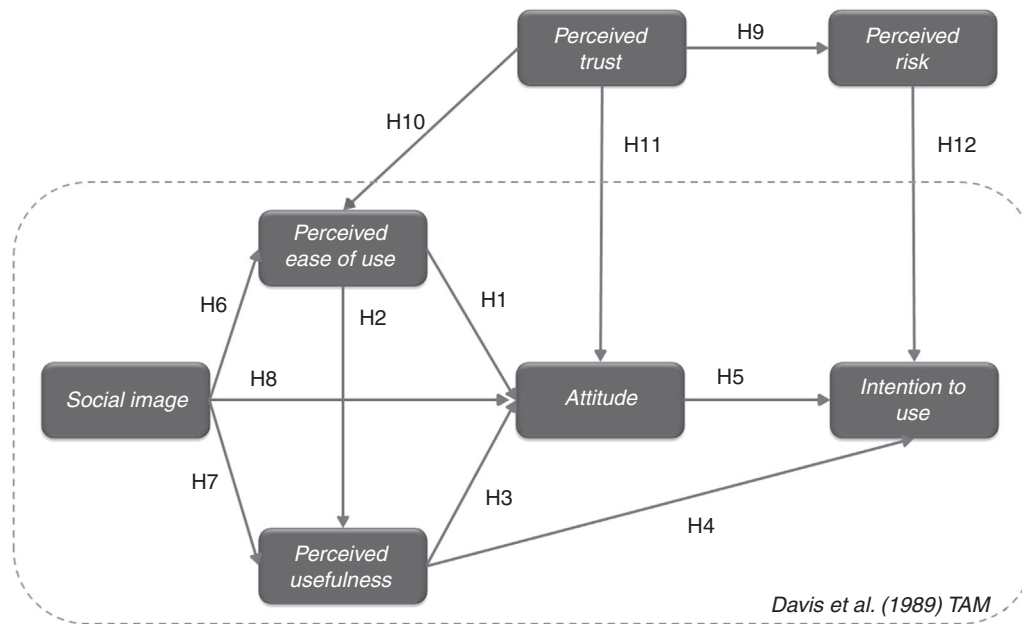 Perceived
trust
H9
Perceived
risk
H10
H11
H12
Perceived
ease of use
H6
H2
H1
Social image
H8
Attitude
H5
Intention to
use
H7
H3
H4
Perceived
usefulness
Davis et al. (1989) TAM